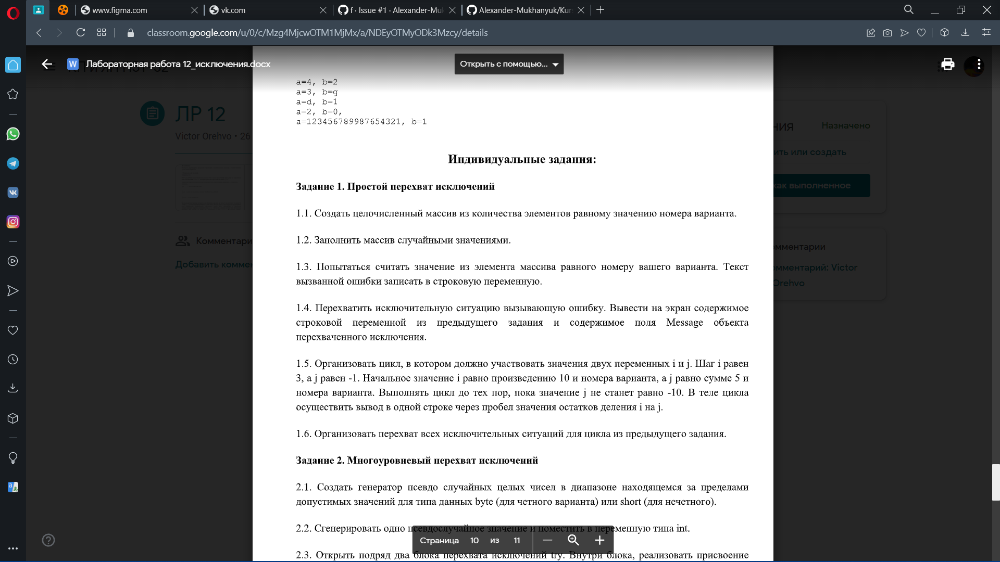 www.figma.com
vk.com
f · Issue #1 · Alexander-Mu
Alexander-Mukhanyuk/Kur
classroom.google.com/u/0/c/Mzg4MjcwOTM1MjMx/a/NDEyOTMyODk3Mzcy/details
W Лабораторная работа 12_исключения.docx
Открыть с помощью...
a=4, b=2
a=3, b=g
a=d, b=1
a=2, b=0,
a=123456789987654321, b=1
ЛР 12
Victor Orehvo • 26
Комментари
Добавить комме
ния Назначено
ить или создать
как выполненное
омментарии
омментарий: Victor
Orehvo
Индивидуальные задания:
Задание 1. Простой перехват исключений
1.1. Создать целочисленный массив из количества элементов равному значению номера варианта.
1.2. Заполнить массив случайными значениями.
1.3. Попытаться считать значение из элемента массива равного номеру вашего варианта. Текст
вызванной ошибки записать в строковую переменную.
1.4. Перехватить исключительную ситуацию вызывающую ошибку. Вывести на экран содержимое
строковой переменной из предыдущего задания и содержимое поля Message объекта
перехваченного исключения.
1.5. Организовать цикл, в котором должно участвовать значения двух переменных i и j. Шаг i равен
3, а j равен -1. Начальное значение i равно произведению 10 и номера варианта, а j равно сумме 5 и
номера варианта. Выполнять цикл до тех пор, пока значение j не станет равно -10. В теле цикла
осуществить вывод в одной строке через пробел значения остатков деления i на j.
1.6. Организовать перехват всех исключительных ситуаций для цикла из предыдущего задания.
Задание 2. Многоуровневый перехват исключений
2.1. Создать генератор псевдо случайных целых чисел в диапазоне находящемся за пределами
допустимых значений для типа данных byte (для четного варианта) или short (для нечетного).
2.2. Сгенерировать одно псевдослучайное значение и поместить в переменную типа int.
Страница 10 из 11
2.3. Открыть подряд два блока перехвата исключений try. Внутри блока, реализовать присвоение